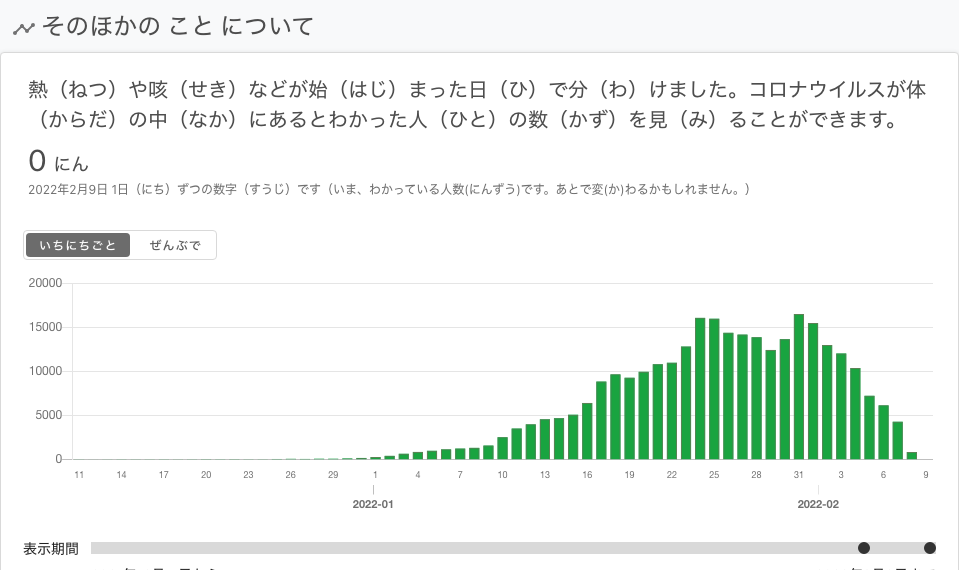 そのほかの こと について
熱（ねつ）や咳（せき）などが始（はじ）まった日（ひ）で分（わ）けました。コロナウイルスが体
（からだ）の中（なか）にあるとわかった人（ひと）の数（かず）を見（み）ることができます。
0 にん
2022年2月9日 1日（にち）ずつの数字（すうじ）です（いま、わかっている人数(にんずう)です。あとで変(か)わるかもしれません。）
いちにちごと ぜんぶで
20000
15000
10000
5000
0
11 14 17 20 23 26 29 1 4 7 10 13 16 19 22 25 28 31 3 6 9
2022-01 2022-02
表示期間